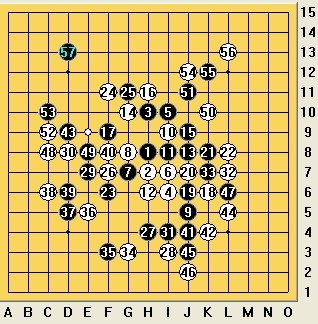 15
14
57 56 13
54 55 12
24 25 16 51 11
53 14 3 5 50 10
52 43 17 10 15 9
48 30 49 40 8 1 11 13 21 22 8
29 26 7 2 6 20 33 32 7
38 39 23 12 4 19 18 47 6
37 36 9 44 5
27 31 41 42 4
35 34 28 45 3
46 2
1
A B C D E F G H I J K L M N O